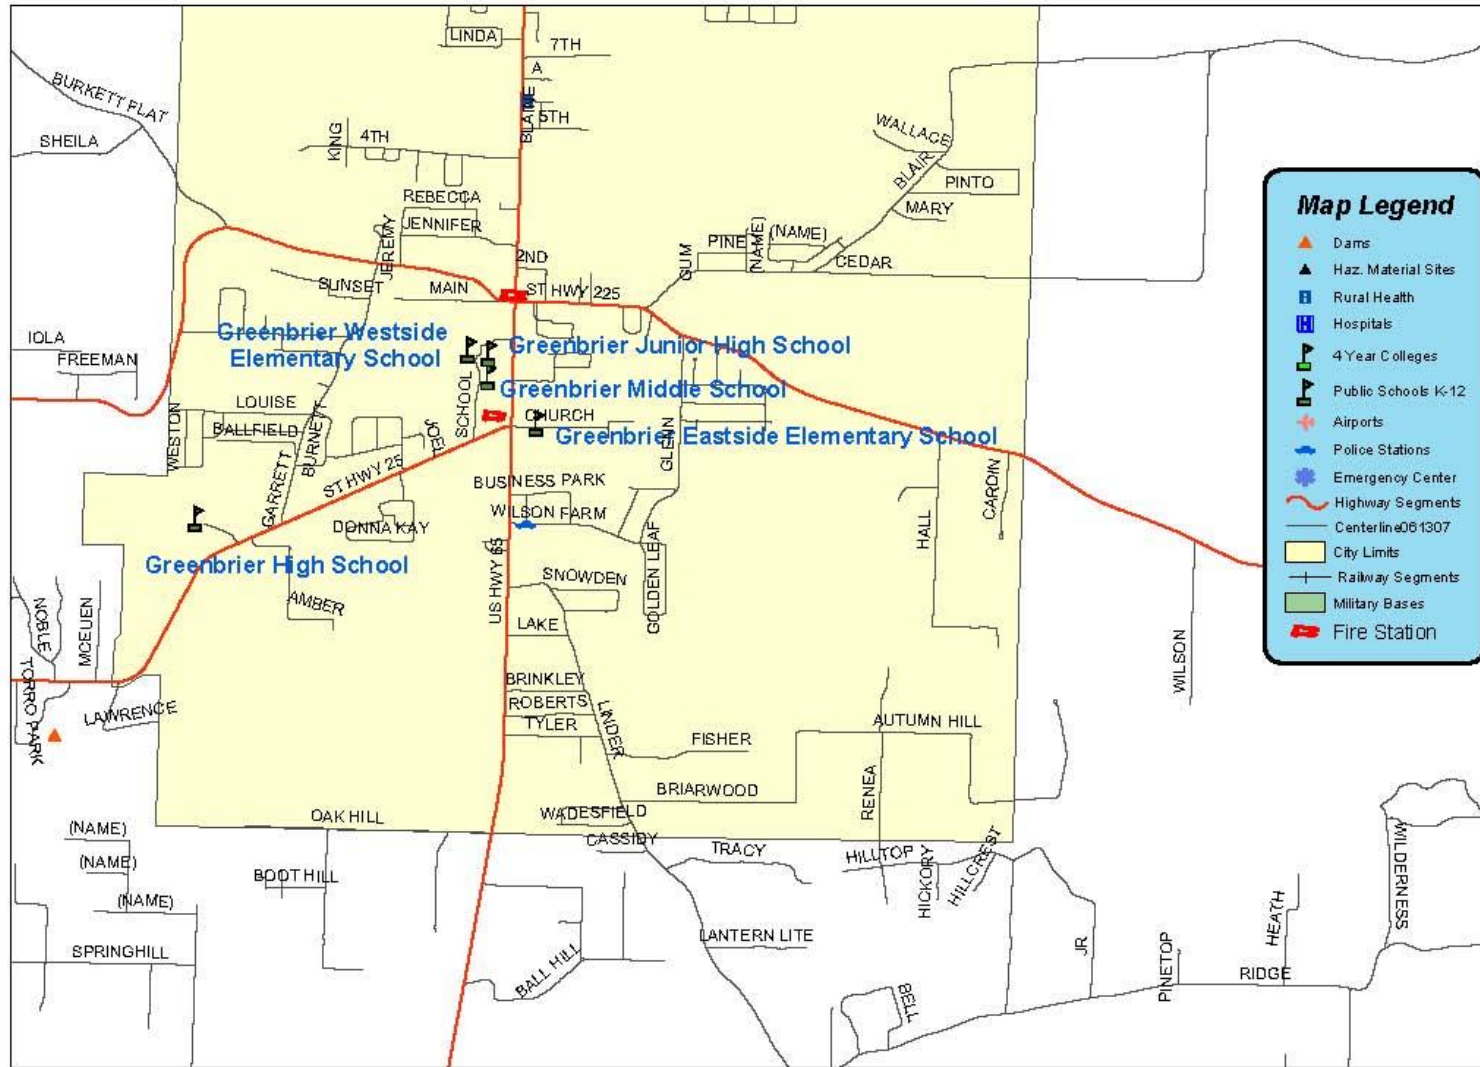 LINDA
7TH
A
BURKETT FLAT
BLAINE
5TH
SHEILA
KING
4TH
WALLACE
BLAIR
PINTO
MARY
REBECCA
JENNIFER
JEREMY
2ND
GUM
PINE
(NAME)
(NAME)
CEDAR
SUNSET
MAIN
ST HWY 225
IOLA
FREEMAN
Greenbrier Westside
Elementary School
Greenbrier Junior High School
Greenbrier Middle School
SCHOOL
LOUISE
BALLFIELD
WESTON
BURNETT
GARRETT
JOEL
CHURCH
Greenbrier Eastside Elementary School
GLENN
ST HWY 25
BUSINESS PARK
WILSON FARM
DONNA KAY
HALL
CARDIN
Greenbrier High School
US HWY 65
SNOWDEN
GOLDEN LEAF
AMBER
LAKE
NOBLE
MCEUEN
TORRO PARK
LAWRENCE
WILSON
BRINKLEY
ROBERTS
TYLER
LINDER
FISHER
AUTUMN HILL
BRIARWOOD
RENEA
OAK HILL
WADESFIELD
CASSIDY
TRACY
HILLTOP
HICKORY
HILLCREST
WILDERNESS
(NAME)
(NAME)
(NAME)
BOOT HILL
SPRINGHILL
BALL HILL
LANTERN LITE
JR
BELL
PINETOP
HEATH
RIDGE
Map Legend
Dams
Haz. Material Sites
Rural Health
Hospitals
4 Year Colleges
Public Schools K-12
Airports
Police Stations
Emergency Center
Highway Segments
Centerline061307
City Limits
Railway Segments
Military Bases
Fire Station